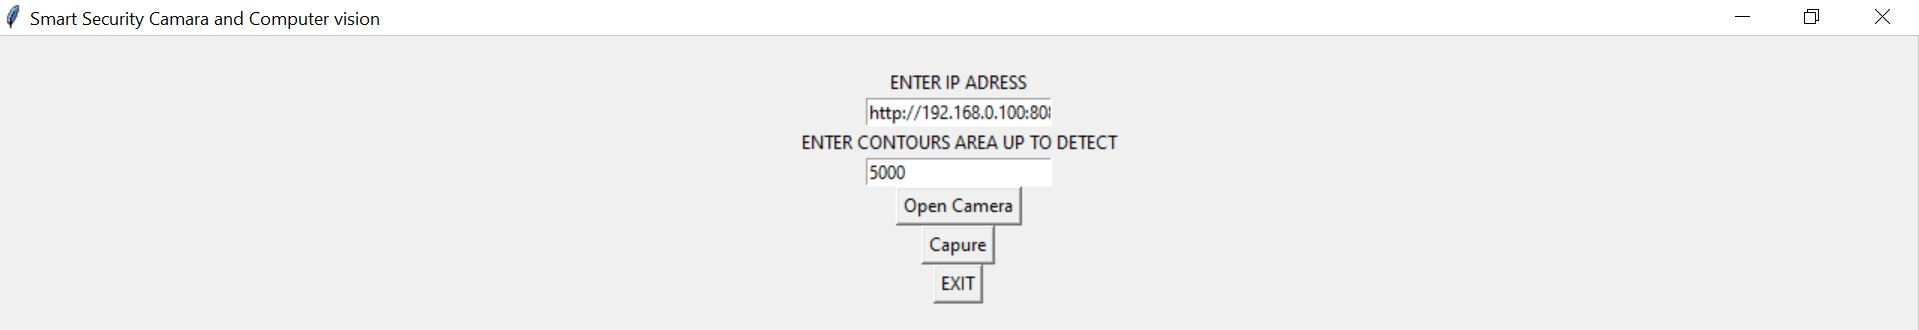 Smart Security Camara and Computer vision
ENTER IP ADRESS
http://192.168.0.100:80
ENTER CONTOURS AREA UP TO DETECT
5000
Open Camera
Capure
EXIT